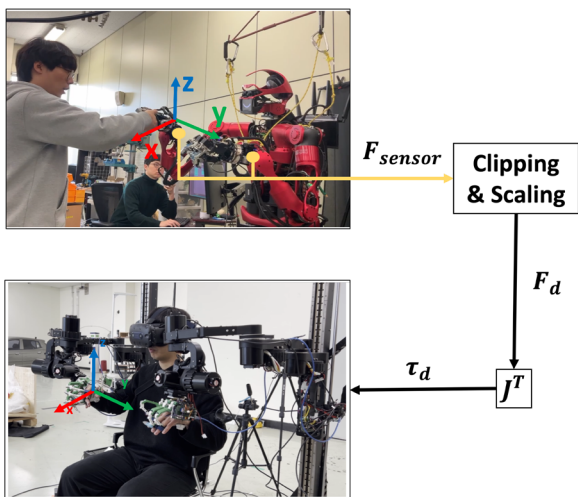 z
y
x
F_sensor
Clipping
& Scaling
F_d
J^T
τ_d
x